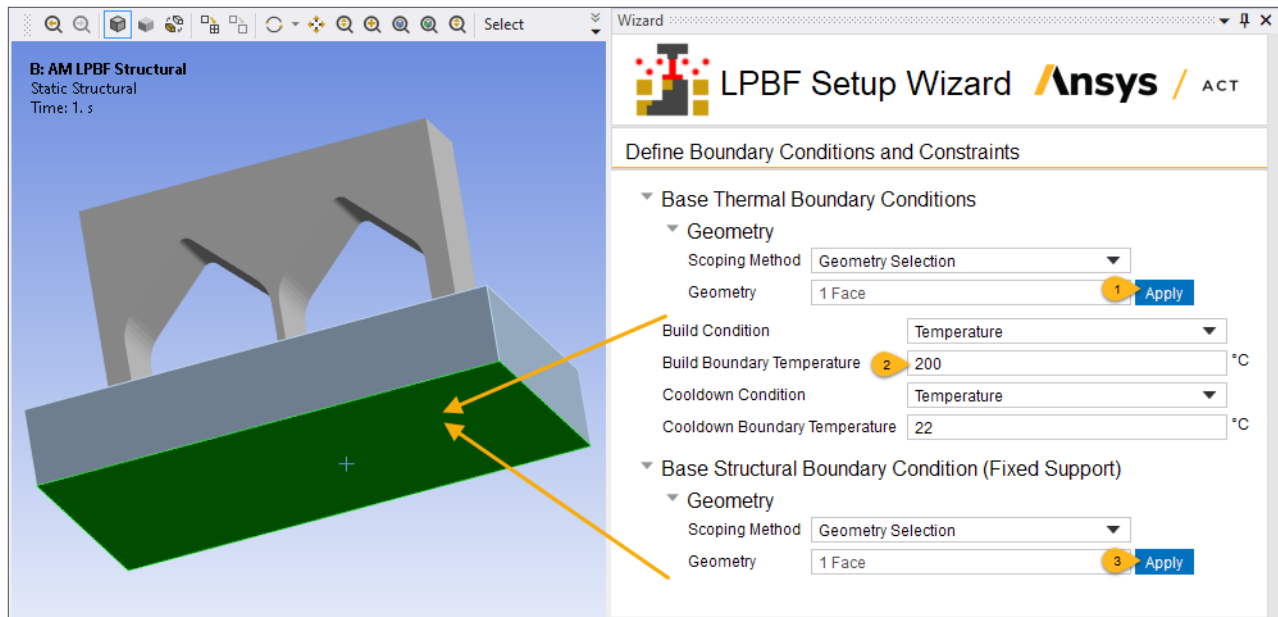 Select
Wizard
B: AM LPBF Structural
Static Structural
Time: 1. s
LPBF Setup Wizard Ansys / ACT
Define Boundary Conditions and Constraints
Base Thermal Boundary Conditions
Geometry
Scoping Method Geometry Selection
Geometry 1 Face 1 Apply
Build Condition Temperature
Build Boundary Temperature 2 200 °C
Cooldown Condition Temperature
Cooldown Boundary Temperature 22 °C
Base Structural Boundary Condition (Fixed Support)
Geometry
Scoping Method Geometry Selection
Geometry 1 Face 3 Apply